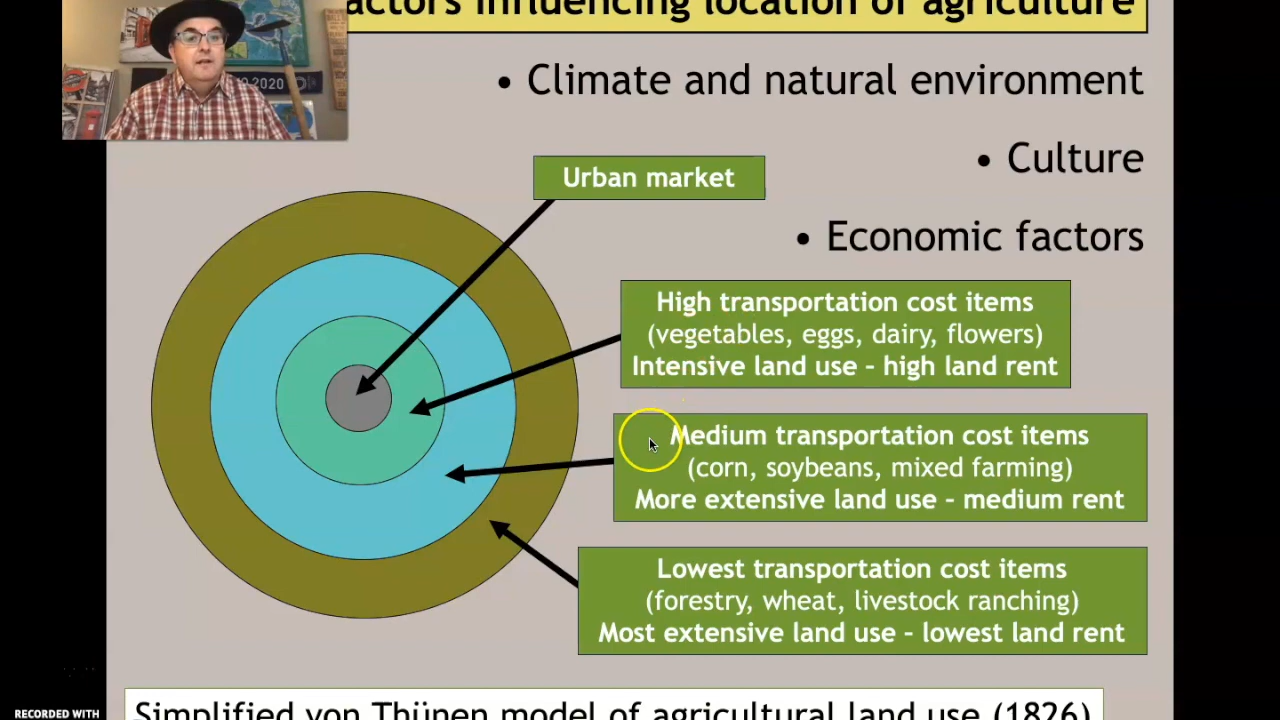 actors influencing location of agriculture
• Climate and natural environment
• Culture
• Economic factors
Urban market
High transportation cost items
(vegetables, eggs, dairy, flowers)
Intensive land use – high land rent
Medium transportation cost items
(corn, soybeans, mixed farming)
More extensive land use – medium rent
Lowest transportation cost items
(forestry, wheat, livestock ranching)
Most extensive land use – lowest land rent
Simplified von Thünen model of agricultural land use (1826)
RECORDED WITH
2020